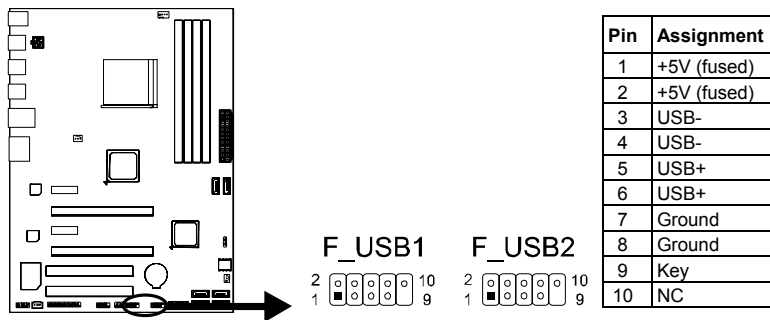 Pin Assignment
1 +5V (fused)
2 +5V (fused)
3 USB-
4 USB-
5 USB+
6 USB+
7 Ground
8 Ground
9 Key
10 NC
F_USB1 F_USB2
2 10 2 10
1 9 1 9